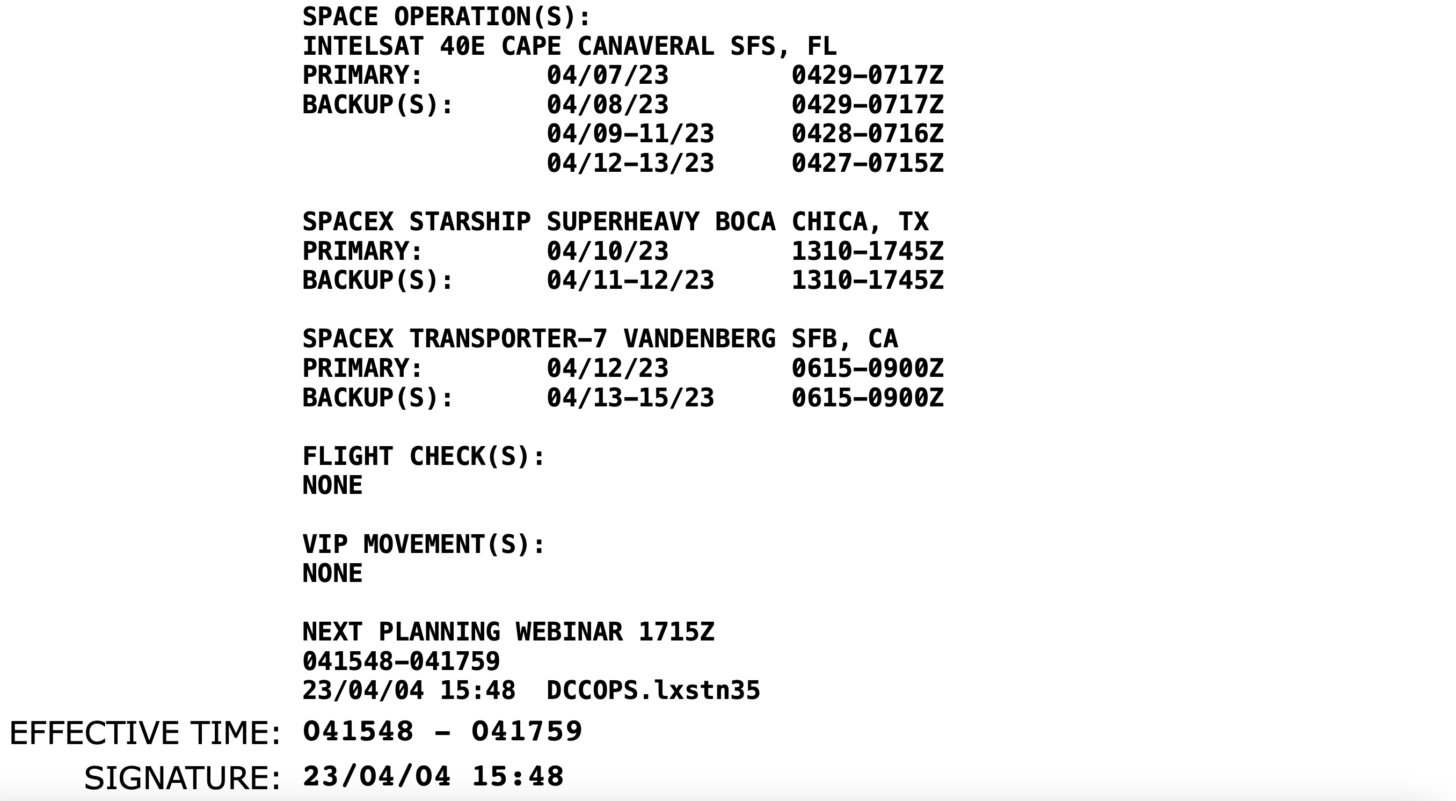 SPACE OPERATION(S):
INTELSAT 40E CAPE CANAVERAL SFS, FL
PRIMARY: 04/07/23 0429-0717Z
BACKUP(S): 04/08/23 0429-0717Z
04/09-11/23 0428-0716Z
04/12-13/23 0427-0715Z
SPACEX STARSHIP SUPERHEAVY BOCA CHICA, TX
PRIMARY: 04/10/23 1310-1745Z
BACKUP(S): 04/11-12/23 1310-1745Z
SPACEX TRANSPORTER-7 VANDENBERG SFB, CA
PRIMARY: 04/12/23 0615-0900Z
BACKUP(S): 04/13-15/23 0615-0900Z
FLIGHT CHECK(S):
NONE
VIP MOVEMENT(S):
NONE
NEXT PLANNING WEBINAR 1715Z
041548-041759
23/04/04 15:48 DCCOPS.lxstn35
EFFECTIVE TIME: 041548 - 041759
SIGNATURE: 23/04/04 15:48